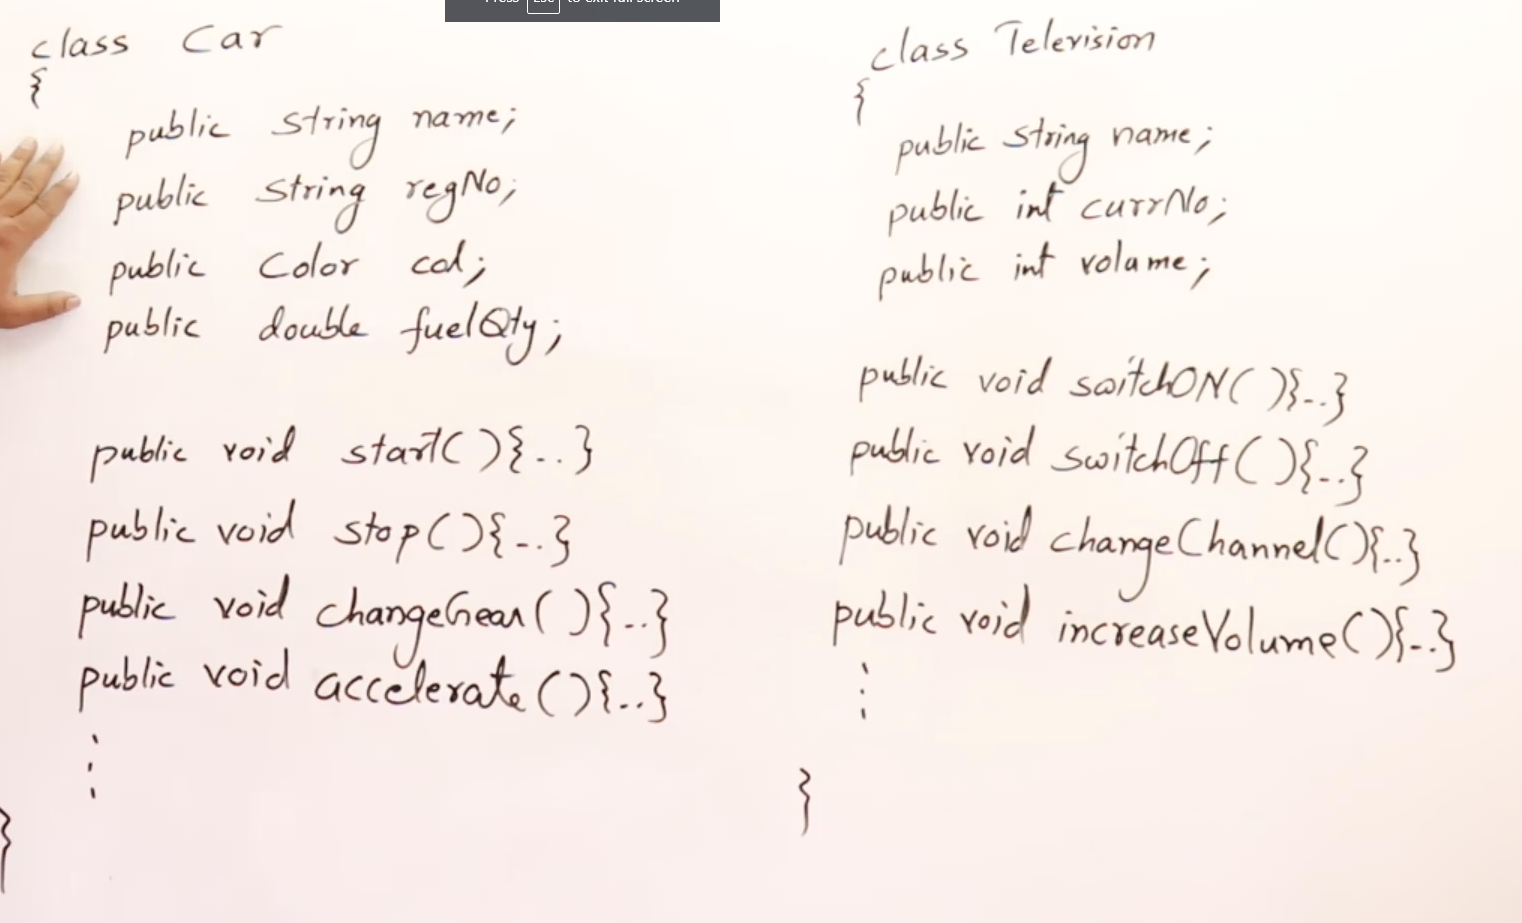 Press Esc to exit full screen
class Car
{
public String name;
public String regNo;
public Color col;
public double fuelQty;
public void start(){..}
public void stop(){..}
public void changeGear(){..}
public void accelerate(){..}
}
class Television
{
public String name;
public int currNo;
public int volume;
public void switchON(){..}
public void switchOff(){..}
public void changeChannel(){..}
public void increaseVolume(){..}
}